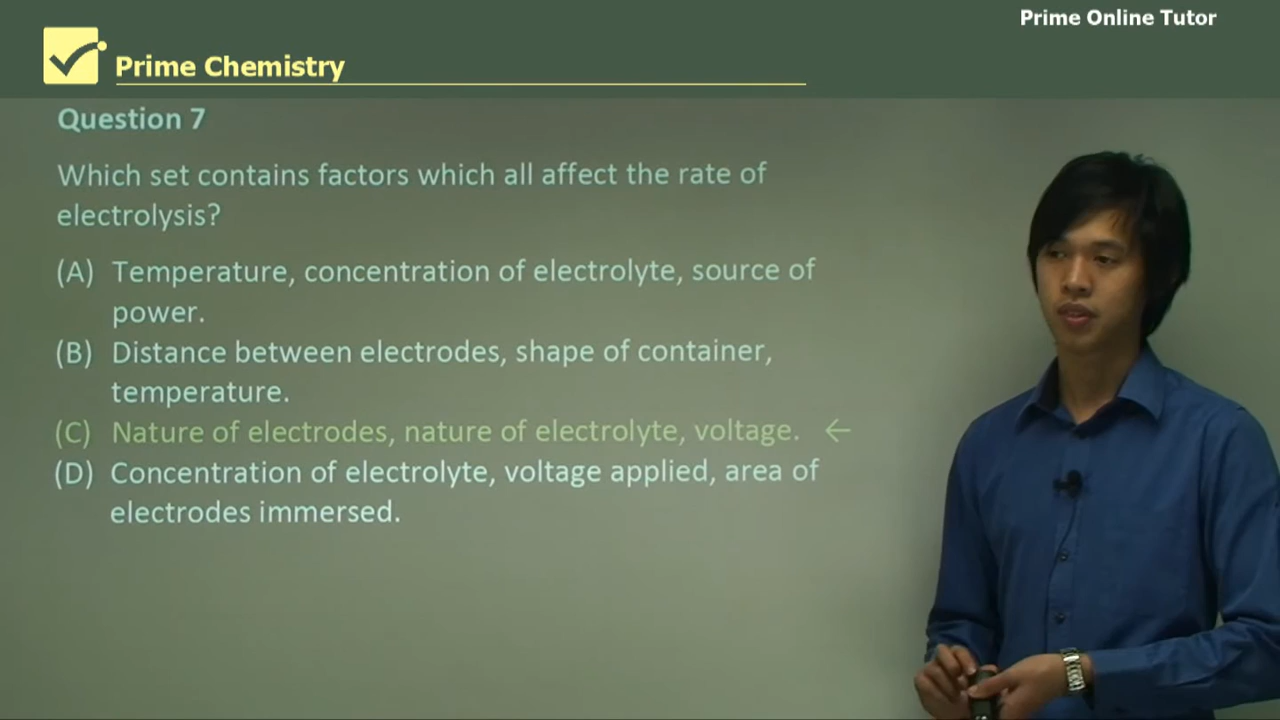 Prime Online Tutor
Prime Chemistry
Question 7
Which set contains factors which all affect the rate of
electrolysis?
(A) Temperature, concentration of electrolyte, source of
power.
(B) Distance between electrodes, shape of container,
temperature.
(C) Nature of electrodes, nature of electrolyte, voltage. ←
(D) Concentration of electrolyte, voltage applied, area of
electrodes immersed.